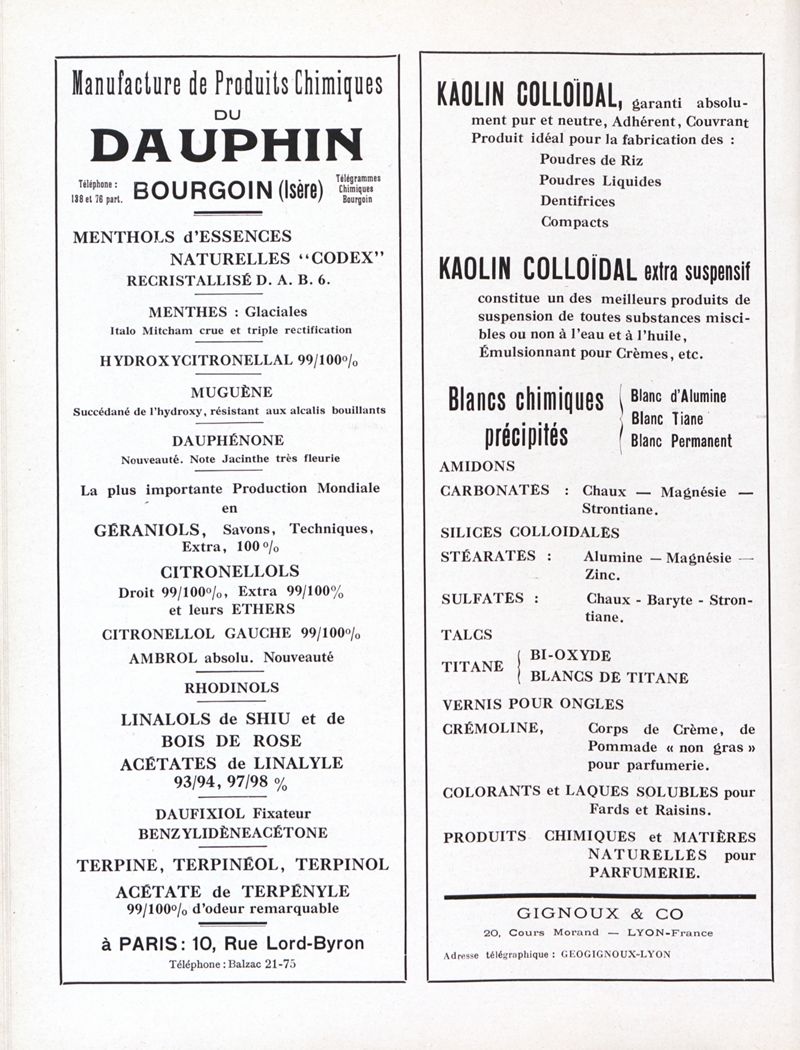 Manufacture de Produits Chimiques
DU
DAUPHIN
Téléphone :
138 et 76 part.
BOURGOIN (Isère)
Télégrammes
Chimiques
Bourgoin
MENTHOLS d'ESSENCES
NATURELLES "CODEX"
RECRISTALLISÉ D. A. B. 6.
MENTHES : Glaciales
Italo Mitcham crue et triple rectification
HYDROXYCITRONELLAL 99/100%
MUGUÈNE
Succédané de l'hydroxy, résistant aux alcalis bouillants
DAUPHÉNONE
Nouveauté. Note Jacinthe très fleurie
La plus importante Production Mondiale
en
GÉRANIOLS, Savons, Techniques,
Extra, 100 %
CITRONELLOLS
Droit 99/100%, Extra 99/100%
et leurs ETHERS
CITRONELLOL GAUCHE 99/100%
AMBROL absolu. Nouveauté
RHODINOLS
LINALOLS de SHIU et de
BOIS DE ROSE
ACÉTATES de LINALYLE
93/94, 97/98 %
DAUFIXIOL Fixateur
BENZYLIDÈNEACÉTONE
TERPINE, TERPINÉOL, TERPINOL
ACÉTATE de TERPÉNYLE
99/100% d'odeur remarquable
à PARIS : 10, Rue Lord-Byron
Téléphone : Balzac 21-75
KAOLIN COLLOÏDAL, garanti absolu-
ment pur et neutre, Adhérent, Couvrant
Produit idéal pour la fabrication des :
Poudres de Riz
Poudres Liquides
Dentifrices
Compacts
KAOLIN COLLOÏDAL extra suspensif
constitue un des meilleurs produits de
suspension de toutes substances misci-
bles ou non à l'eau et à l'huile,
Émulsionnant pour Crèmes, etc.
Blancs chimiques
précipités
Blanc d'Alumine
Blanc Tiane
Blanc Permanent
AMIDONS
CARBONATES : Chaux — Magnésie —
Strontiane.
SILICES COLLOIDALES
STÉARATES : Alumine — Magnésie —
Zinc.
SULFATES : Chaux - Baryte - Stron-
tiane.
TALCS
TITANE
BI-OXYDE
BLANCS DE TITANE
VERNIS POUR ONGLES
CRÉMOLINE, Corps de Crème, de
Pommade « non gras »
pour parfumerie.
COLORANTS et LAQUES SOLUBLES pour
Fards et Raisins.
PRODUITS CHIMIQUES et MATIÈRES
NATURELLES pour
PARFUMERIE.
GIGNOUX & CO
20, Cours Morand — LYON-France
Adresse télégraphique : GEOGIGNOUX-LYON